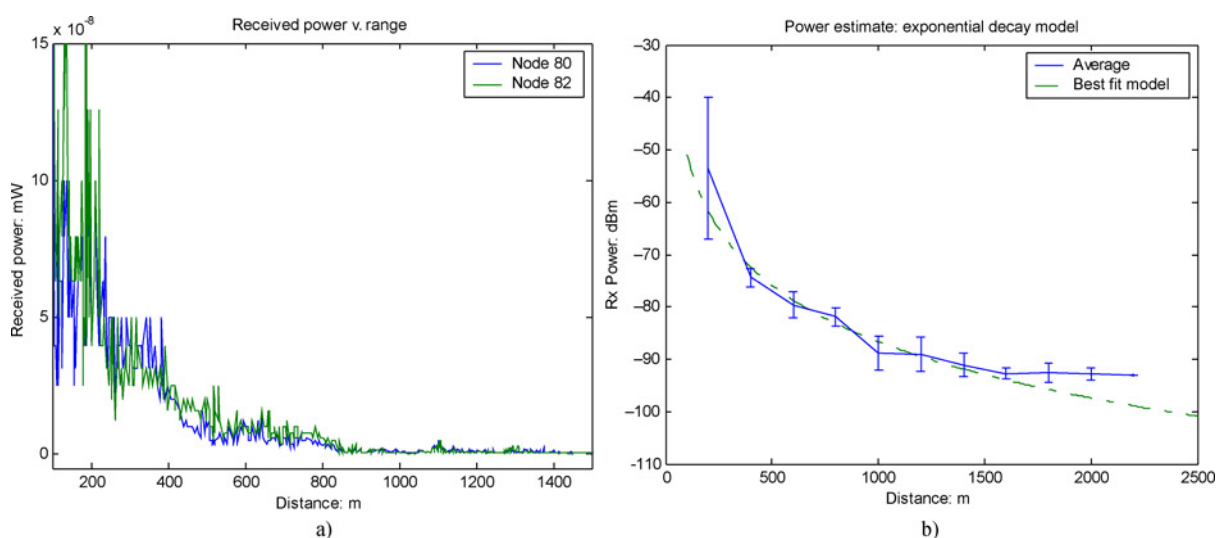 Received power v. range
15 x 10⁻⁸
Node 80
Node 82
10
5
0
Received power: mW
200 400 600 800 1000 1200 1400
Distance: m
a)
Power estimate: exponential decay model
Average
Best fit model
–30
–40
–50
–60
–70
–80
–90
–100
-110
Rx Power: dBm
0 500 1000 1500 2000 2500
Distance: m
b)